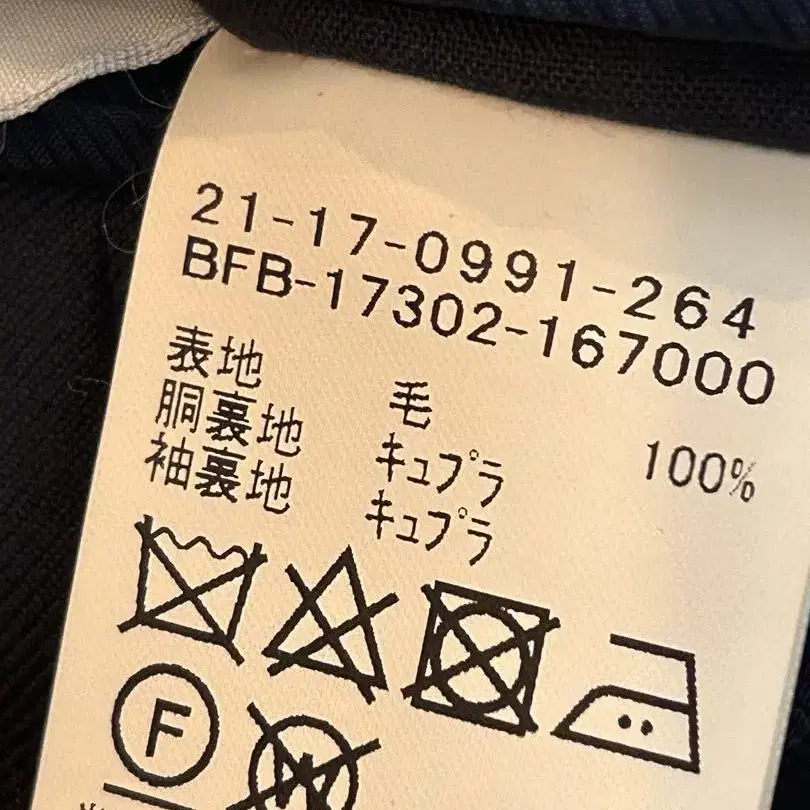 21-17-0991-264
BFB-17302-167000
表地 毛 100%
胴裏地 キュプラ
袖裏地 キュプラ
F
W